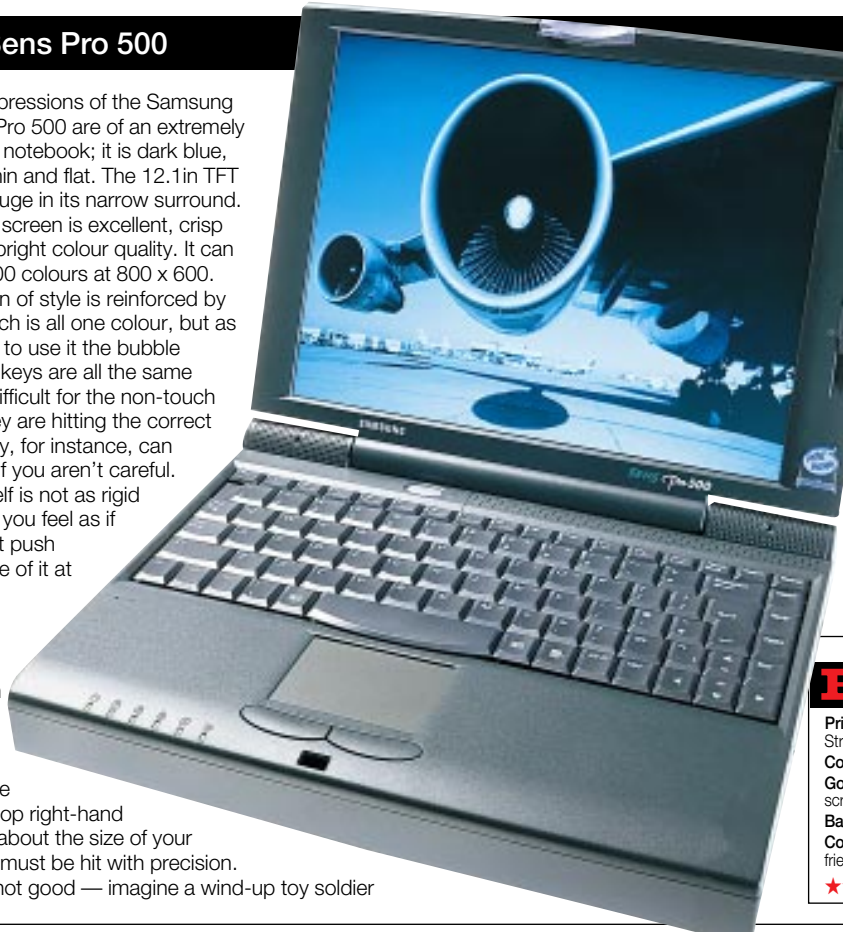 Sens Pro 500
pressions of the Samsung
Pro 500 are of an extremely
notebook; it is dark blue,
in and flat. The 12.1in TFT
uge in its narrow surround.
screen is excellent, crisp
bright colour quality. It can
00 colours at 800 x 600.
n of style is reinforced by
ch is all one colour, but as
to use it the bubble
keys are all the same
ifficult for the non-touch
ey are hitting the correct
y, for instance, can
if you aren’t careful.
elf is not as rigid
you feel as if
t push
e of it at
e
op right-hand
about the size of your
must be hit with precision.
not good — imagine a wind-up toy soldier
SAMSUNG
SENS Pro 500
Pri
Str
Co
Go
scr
Ba
Co
frie
★